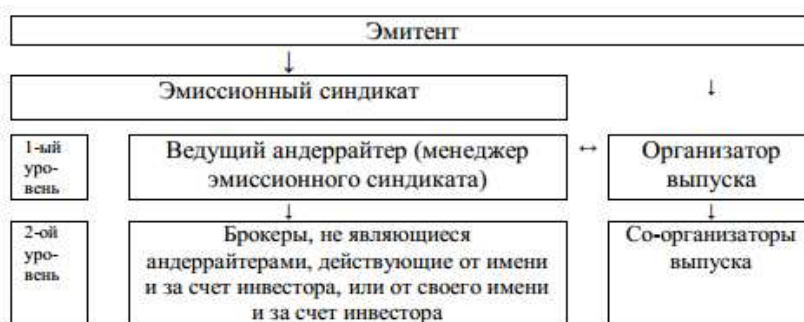 Эмитент
↓
Эмиссионный синдикат
↓
1-ый
уро-
вень
Ведущий андеррайтер (менеджер
эмиссионного синдиката)
↔
Организатор
выпуска
↓
↓
2-ой
уро-
вень
Брокеры, не являющиеся
андеррайтерами, действующие от имени
и за счет инвестора, или от своего имени
и за счет инвестора
Со-организаторы
выпуска